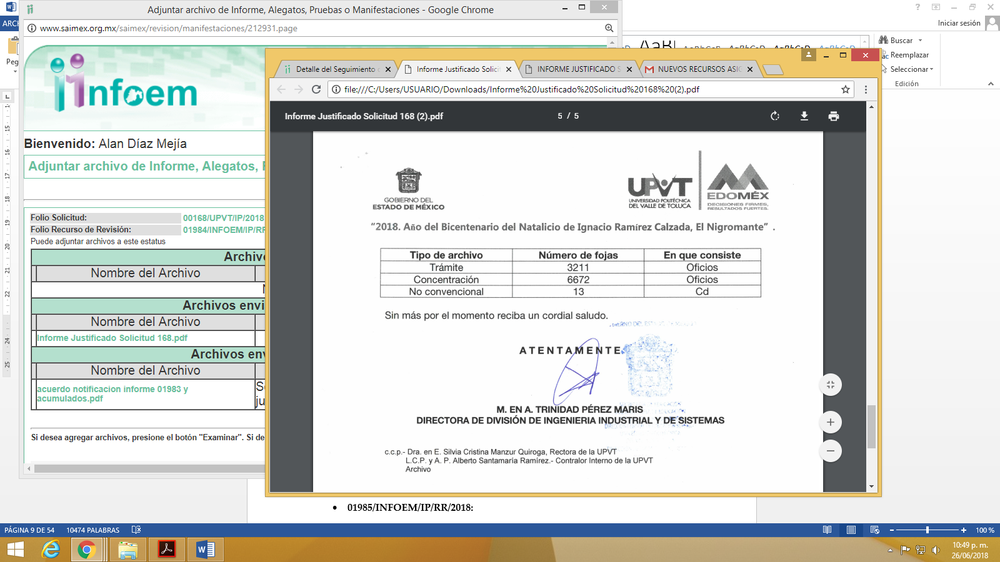 Adjuntar archivo de Informe, Alegatos, Pruebas o Manifestaciones - Google Chrome
www.saimex.org.mx/saimex/revision/manifestaciones/212931.page
ARCH
Peg
Iniciar sesión
Buscar
Reemplazar
Seleccionar
Edición
infoem
Bienvenido: Alan Díaz Mejía
Adjuntar archivo de Informe, Alegatos,
Folio Solicitud: 00168/UPVT/IP/2018
Folio Recurso de Revisión: 01984/INFOEM/IP/RR
Puede adjuntar archivos a este estatus
Archiv
Nombre del Archivo
Archivos envi
Nombre del Archivo
Informe Justificado Solicitud 168.pdf
Archivos env
Nombre del Archivo
acuerdo notificacion informe 01983 y
acumulados.pdf
Si desea agregar archivos, presione el botón "Examinar". Si de
Detalle del Seguimiento
Informe Justificado Solicit
INFORME JUSTIFICADO S
NUEVOS RECURSOS ASIG
file:///C:/Users/USUARIO/Downloads/Informe%20Justificado%20Solicitud%20168%20(2).pdf
Informe Justificado Solicitud 168 (2).pdf
5 / 5
GOBIERNO DEL
ESTADO DE MÉXICO
UPVT
UNIVERSIDAD POLITÉCNICA
DEL VALLE DE TOLUCA
EDOMÉX
DECISIONES FIRMES,
RESULTADOS FUERTES.
“2018. Año del Bicentenario del Natalicio de Ignacio Ramírez Calzada, El Nigromante” .
Tipo de archivo Número de fojas En que consiste
Trámite 3211 Oficios
Concentración 6672 Oficios
No convencional 13 Cd
Sin más por el momento reciba un cordial saludo.
A T E N T A M E N T E
M. EN A. TRINIDAD PÉREZ MARIS
DIRECTORA DE DIVISIÓN DE INGENIERIA INDUSTRIAL Y DE SISTEMAS
c.c.p.- Dra. en E. Silvia Cristina Manzur Quiroga, Rectora de la UPVT
L.C.P. y A. P. Alberto Santamaría Ramírez.- Contralor Interno de la UPVT
Archivo
• 01985/INFOEM/IP/RR/2018:
PÁGINA 9 DE 54 10474 PALABRAS
100 %
10:49 p. m.
26/06/2018